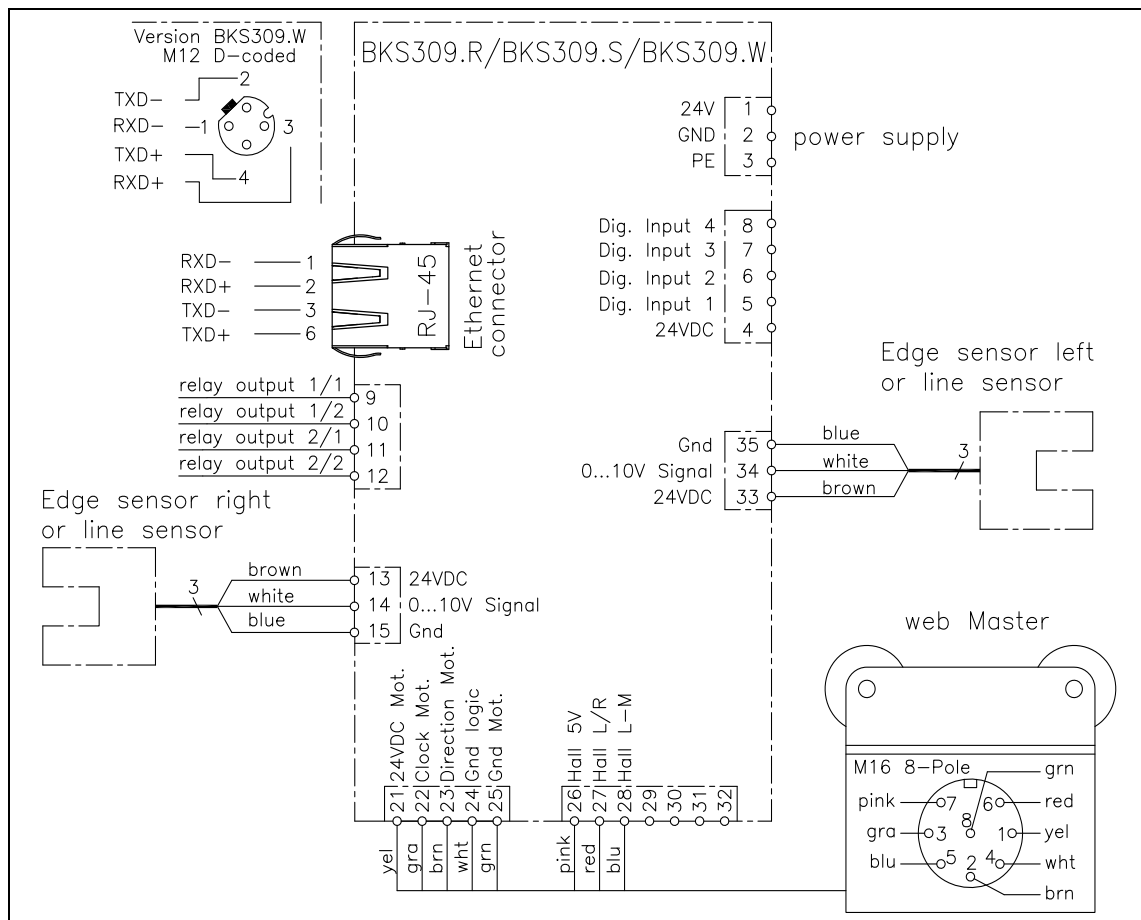 Version BKS309.W
M12 D-coded
2
TXD-
RXD- 1 3
TXD+
4
RXD+
BKS309.R/BKS309.S/BKS309.W
24V 1
GND 2
PE 3
power supply
Dig. Input 4 8
Dig. Input 3 7
Dig. Input 2 6
Dig. Input 1 5
24VDC 4
RXD- 1
RXD+ 2
TXD- 3
TXD+ 6
RJ-45
Ethernet
connector
relay output 1/1 9
relay output 1/2 10
relay output 2/1 11
relay output 2/2 12
Edge sensor left
or line sensor
Gnd 35 blue
0...10V Signal 34 white
24VDC 33 brown
3
Edge sensor right
or line sensor
3
brown 13 24VDC
white 14 0...10V Signal
blue 15 Gnd
21 24VDC Mot.
22 Clock Mot.
23 Direction Mot.
24 Gnd logic
25 Gnd Mot.
26 Hall 5V
27 Hall L/R
28 Hall L-M
29
30
31
32
yel
gra
brn
wht
grn
pink
red
blu
web Master
M16 8-Pole
grn
pink 7 6 red
8
gra 3 1 yel
blu 5 4 wht
2
brn